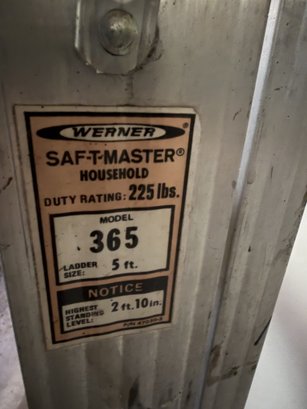 WERNER
SAF-T-MASTER®
HOUSEHOLD
DUTY RATING: 225 lbs.
MODEL
365
LADDER SIZE: 5 ft.
NOTICE
HIGHEST STANDING LEVEL: 2 ft. 10 in.
P/N